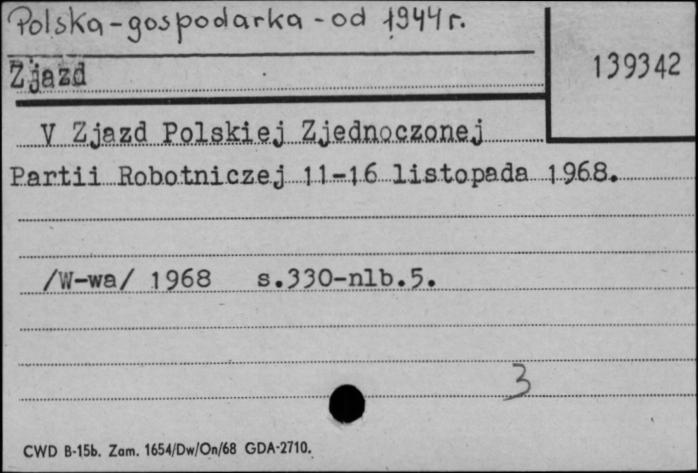 Polska-gospodarka-od 1944r.
Zjazd
139342
V Zjazd Polskiej Zjednoczonej
Partii Robotniczej 11-16 listopada 1968.
/W-wa/ 1968 s.330-nlb.5.
3
CWD B-15b. Zam. 1654/Dw/On/68 GDA-2710.